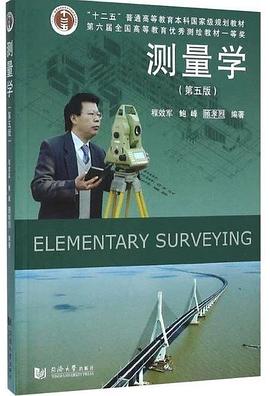 "十二五"普通高等教育本科国家级规划教材
第六届全国高等教育优秀测绘教材一等奖
测量学
(第五版)
程效军 鲍峰 顾孝烈 编著
ELEMENTARY SURVEYING
同济大学出版社
测量学
(第五版)